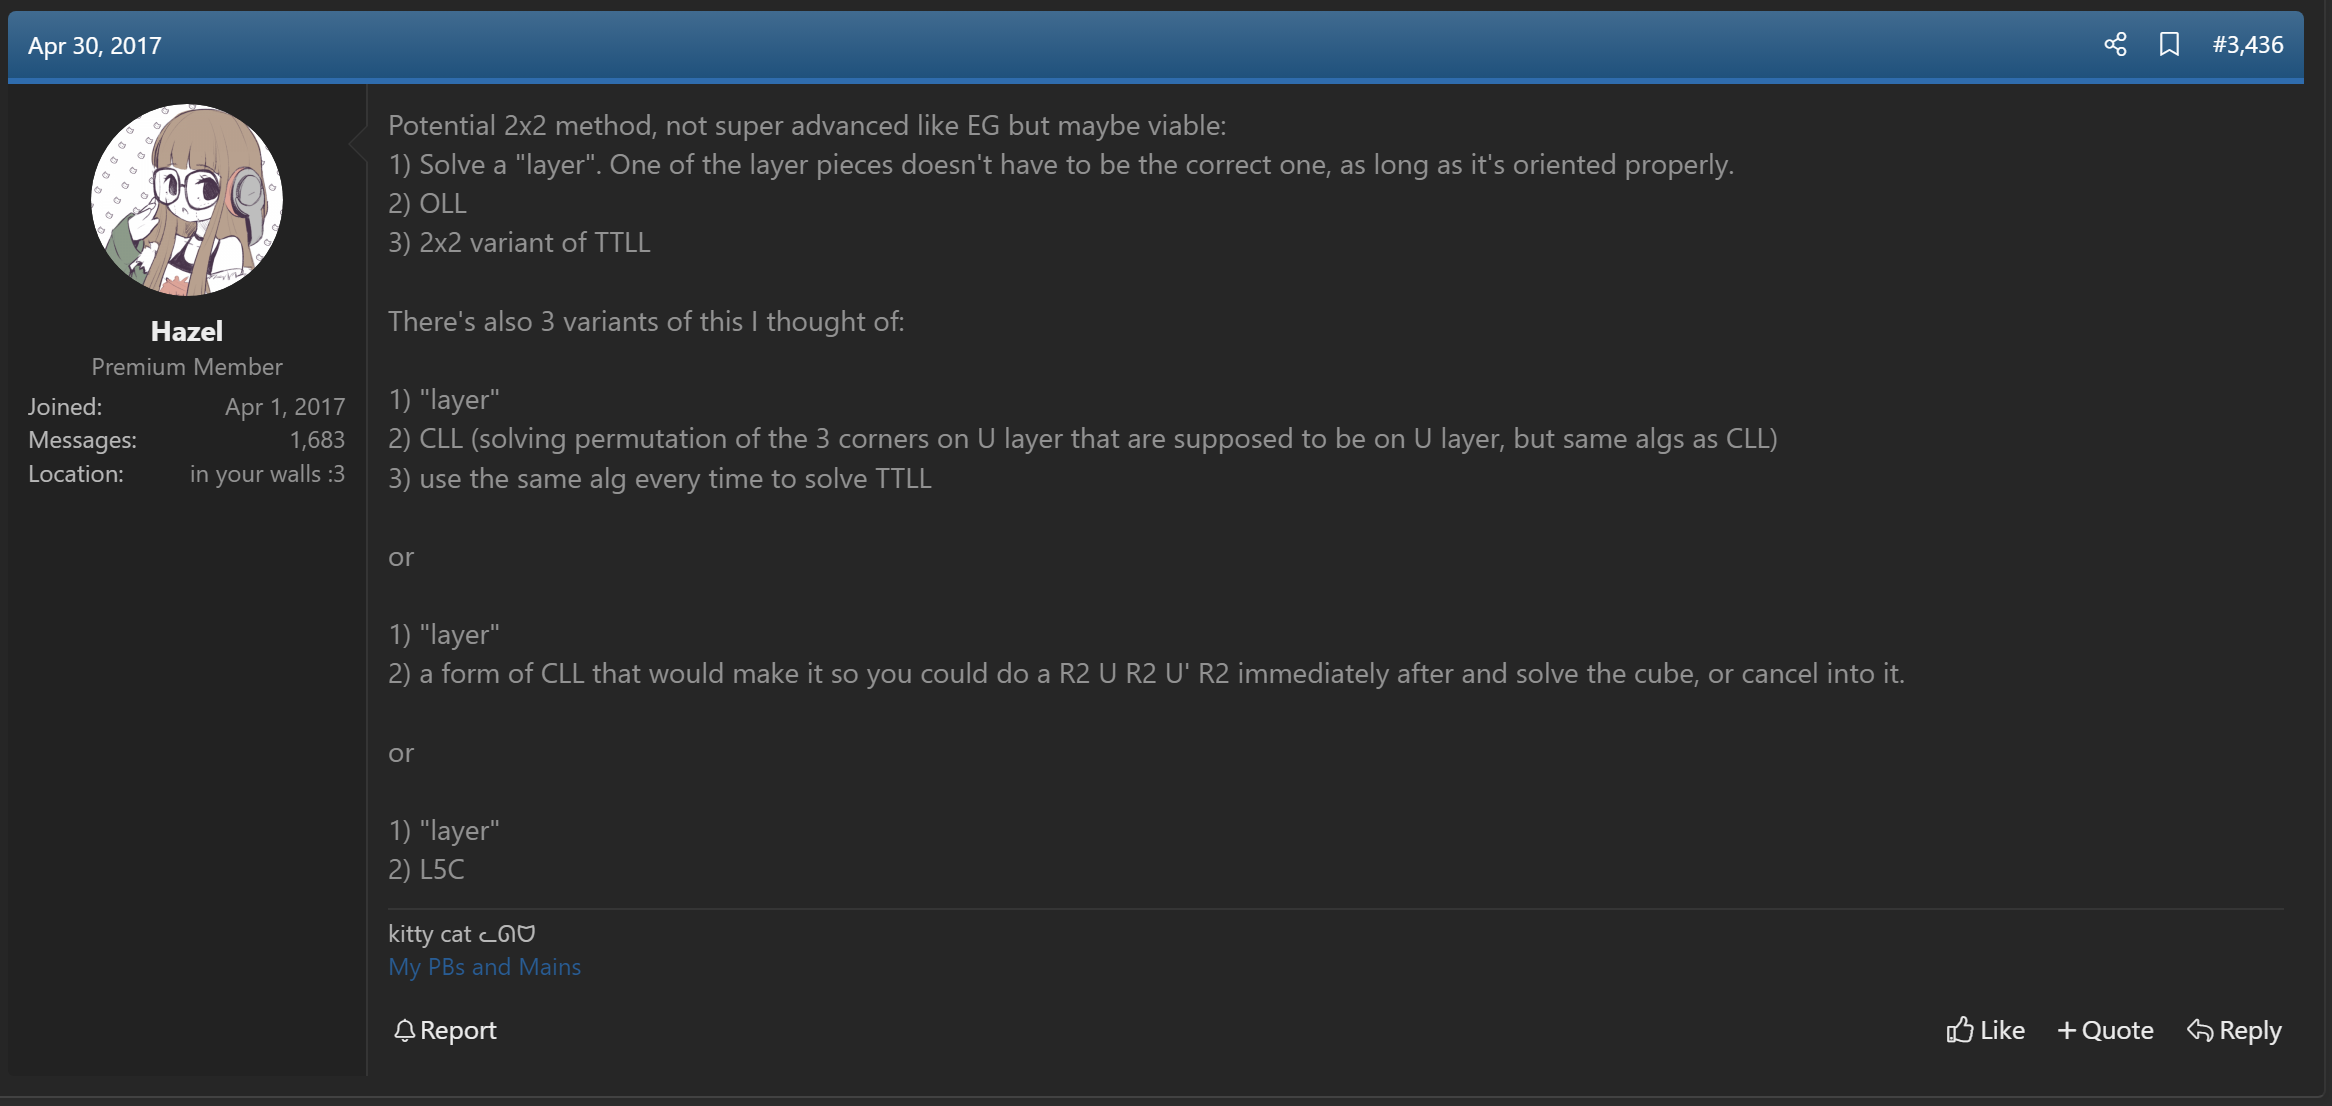 Apr 30, 2017
#3,436
Hazel
Premium Member
Joined: Apr 1, 2017
Messages: 1,683
Location: in your walls :3
Potential 2x2 method, not super advanced like EG but maybe viable:
1) Solve a "layer". One of the layer pieces doesn't have to be the correct one, as long as it's oriented properly.
2) OLL
3) 2x2 variant of TTLL
There's also 3 variants of this I thought of:
1) "layer"
2) CLL (solving permutation of the 3 corners on U layer that are supposed to be on U layer, but same algs as CLL)
3) use the same alg every time to solve TTLL
or
1) "layer"
2) a form of CLL that would make it so you could do a R2 U R2 U' R2 immediately after and solve the cube, or cancel into it.
or
1) "layer"
2) L5C
kitty cat
My PBs and Mains
Report
Like
+ Quote
Reply